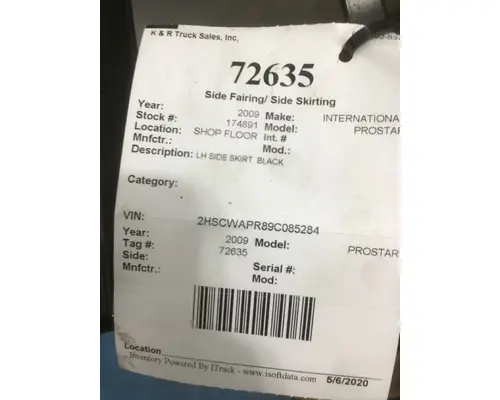 K & R Truck Sales, Inc.
72635
Side Fairing/ Side Skirting
Year: 2009 Make: INTERNATIONA
Stock #: 174891 Model: PROSTAR
Location: SHOP FLOOR Int. #
Mnfctr.: Mod.:
Description: LH SIDE SKIRT BLACK
Category:
VIN: 2HSCWAPR89C085284
Year: 2009 Model: PROSTAR
Tag #: 72635
Side: Serial #:
Mnfctr.: Mod:
Location
Inventory Powered By ITrack - www.isoftdata.com 5/6/2020